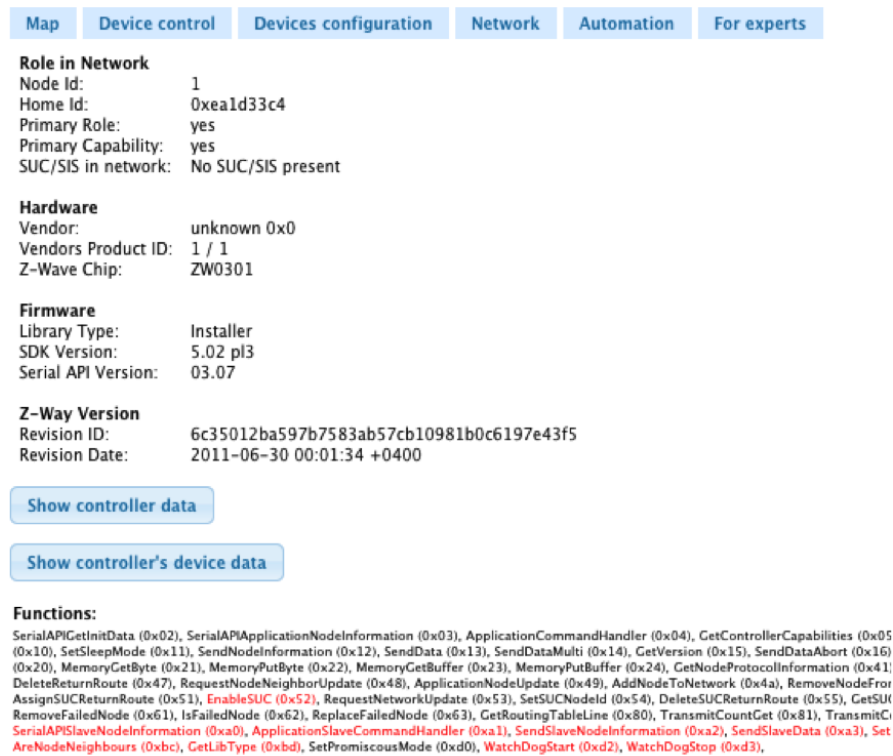 Map Device control Devices configuration Network Automation For experts
Role in Network
Node Id: 1
Home Id: 0xea1d33c4
Primary Role: yes
Primary Capability: yes
SUC/SIS in network: No SUC/SIS present
Hardware
Vendor: unknown 0x0
Vendors Product ID: 1 / 1
Z-Wave Chip: ZW0301
Firmware
Library Type: Installer
SDK Version: 5.02 pl3
Serial API Version: 03.07
Z-Way Version
Revision ID: 6c35012ba597b7583ab57cb10981b0c6197e43f5
Revision Date: 2011-06-30 00:01:34 +0400
Show controller data
Show controller's device data
Functions:
SerialAPIGetInitData (0x02), SerialAPIApplicationNodeInformation (0x03), ApplicationCommandHandler (0x04), GetControllerCapabilities (0x05
(0x10), SetSleepMode (0x11), SendNodeInformation (0x12), SendData (0x13), SendDataMulti (0x14), GetVersion (0x15), SendDataAbort (0x16)
(0x20), MemoryGetByte (0x21), MemoryPutByte (0x22), MemoryGetBuffer (0x23), MemoryPutBuffer (0x24), GetNodeProtocolInformation (0x41)
DeleteReturnRoute (0x47), RequestNodeNeighborUpdate (0x48), ApplicationNodeUpdate (0x49), AddNodeToNetwork (0x4a), RemoveNodeFror
AssignSUCReturnRoute (0x51), EnableSUC (0x52), RequestNetworkUpdate (0x53), SetSUCNodeId (0x54), DeleteSUCReturnRoute (0x55), GetSUC
RemoveFailedNode (0x61), IsFailedNode (0x62), ReplaceFailedNode (0x63), GetRoutingTableLine (0x80), TransmitCountGet (0x81), TransmitC
SerialAPISlaveNodeInformation (0xa0), ApplicationSlaveCommandHandler (0xa1), SendSlaveNodeInformation (0xa2), SendSlaveData (0xa3), Set
AreNodeNeighbours (0xbc), GetLibType (0xbd), SetPromiscousMode (0xd0), WatchDogStart (0xd2), WatchDogStop (0xd3),